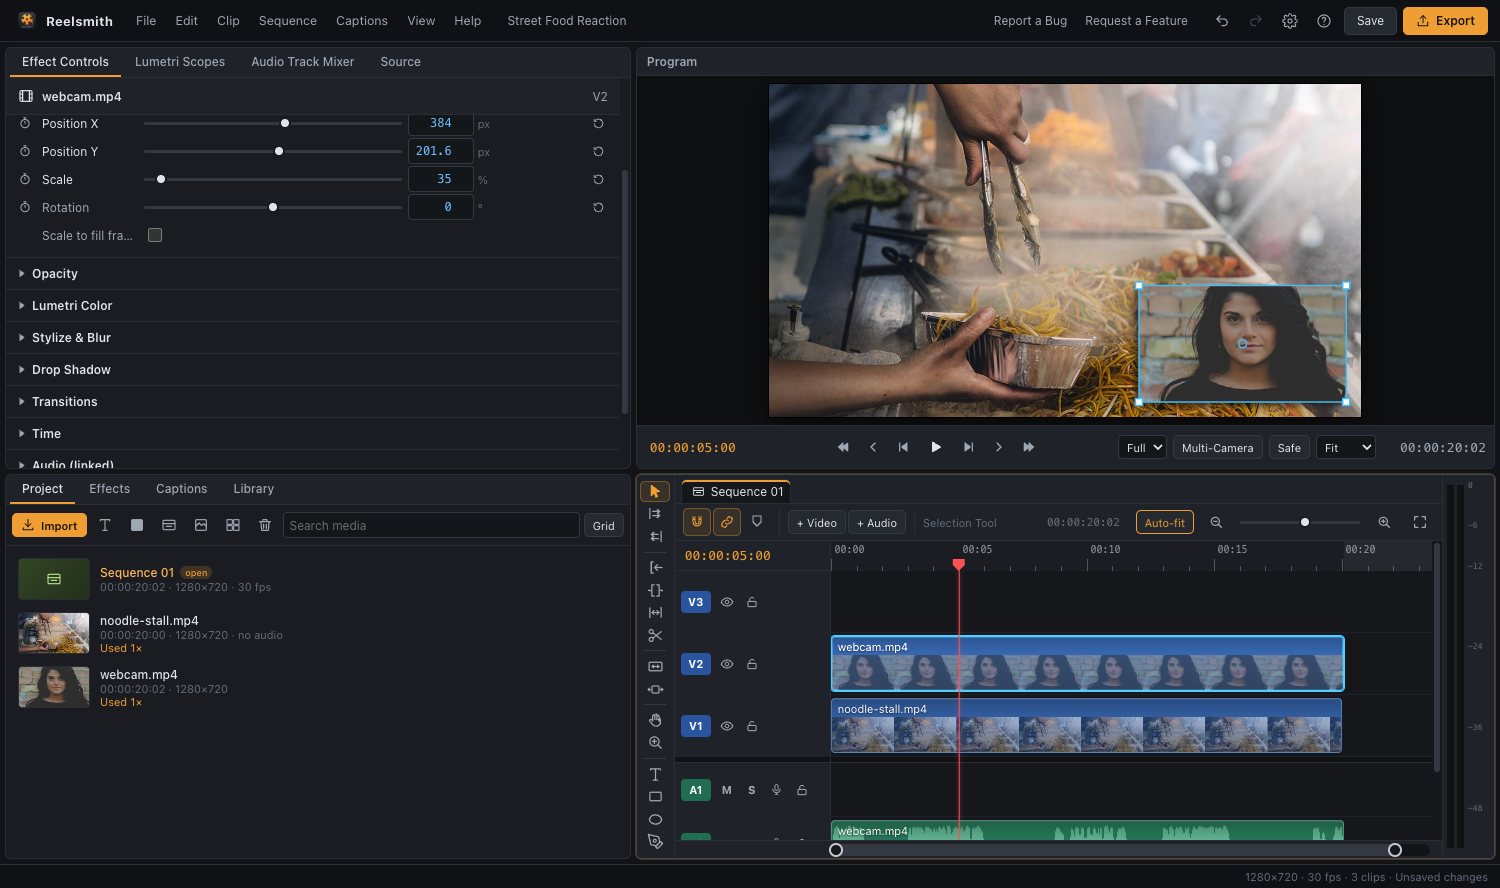 Reelsmith File Edit Clip Sequence Captions View Help Street Food Reaction Report a Bug Request a Feature Save Export
Effect Controls Lumetri Scopes Audio Track Mixer Source
webcam.mp4 V2
Position X 384 px
Position Y 201.6 px
Scale 35 %
Rotation 0 °
Scale to fill fra...
Opacity
Lumetri Color
Stylize & Blur
Drop Shadow
Transitions
Time
Audio (linked)
Program
00:00:05:00 Full Multi-Camera Safe Fit 00:00:20:02
Project Effects Captions Library
Import Search media Grid
Sequence 01 open
00:00:20:02 · 1280×720 · 30 fps
noodle-stall.mp4
00:00:20:00 · 1280×720 · no audio
Used 1×
webcam.mp4
00:00:20:02 · 1280×720
Used 1×
Sequence 01
+ Video + Audio Selection Tool 00:00:20:02 Auto-fit
00:00:05:00 00:00 00:05 00:10 00:15 00:20
V3
V2 webcam.mp4
V1 noodle-stall.mp4
A1 M S
webcam.mp4
0
-6
-12
-24
-36
-48
1280×720 · 30 fps · 3 clips · Unsaved changes